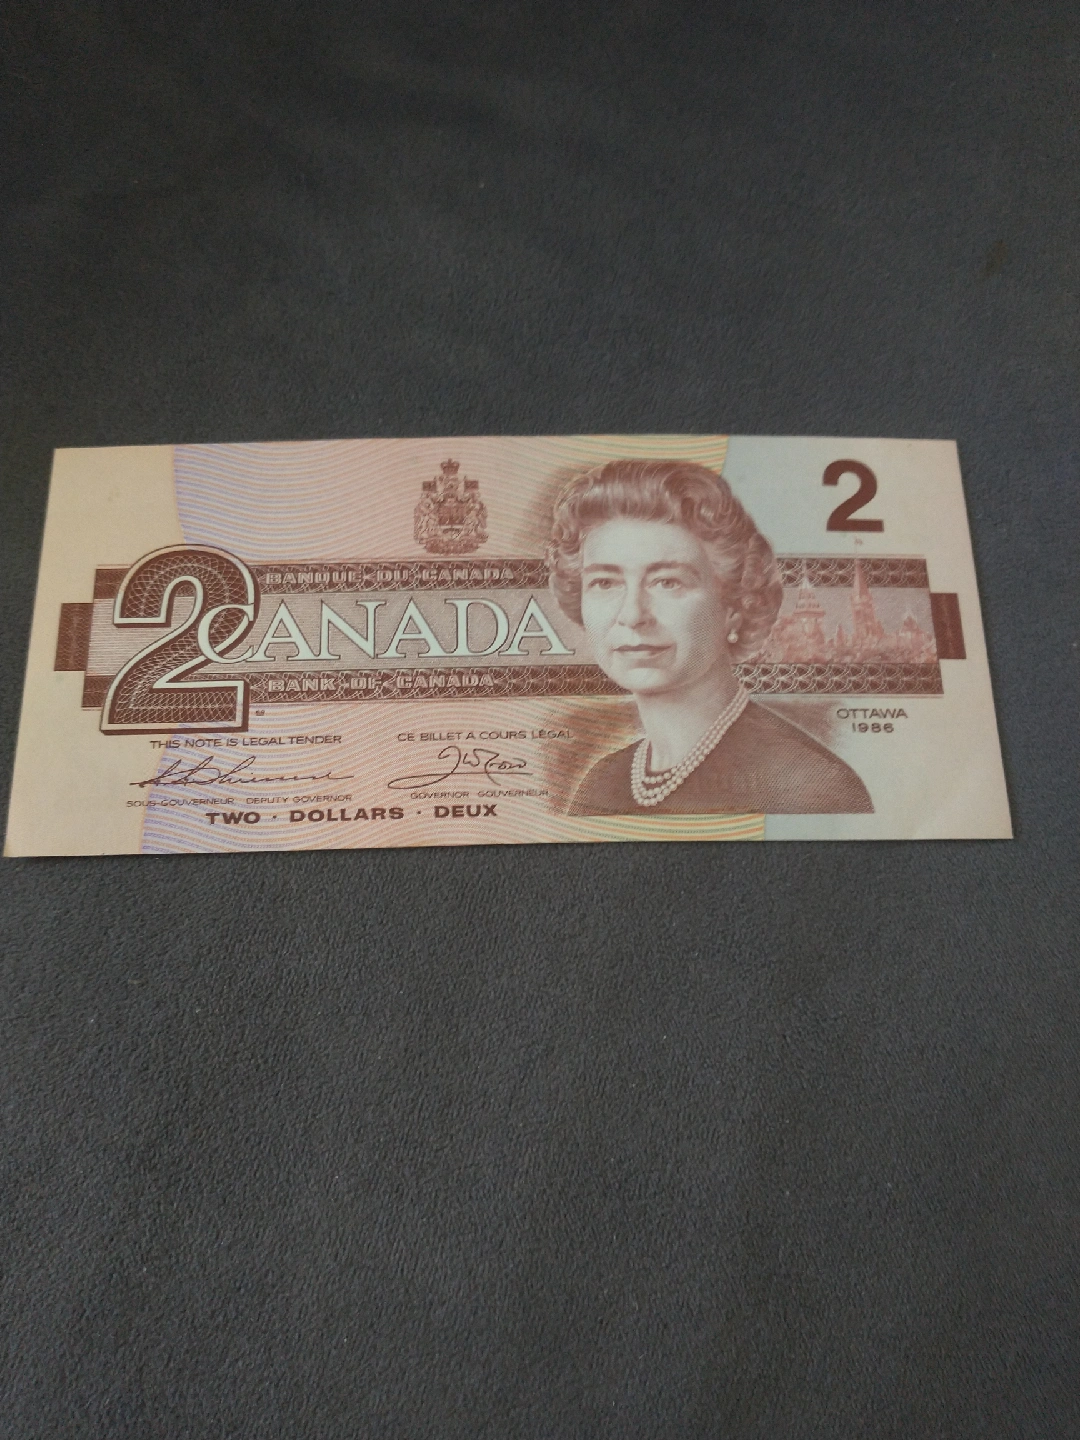 2
BANQUE DU CANADA
2 CANADA
BANK OF CANADA
OTTAWA
1986
THIS NOTE IS LEGAL TENDER
CE BILLET A COURS LÉGAL
SOUS-GOUVERNEUR DEPUTY GOVERNOR
GOVERNOR GOUVERNEUR
TWO · DOLLARS · DEUX